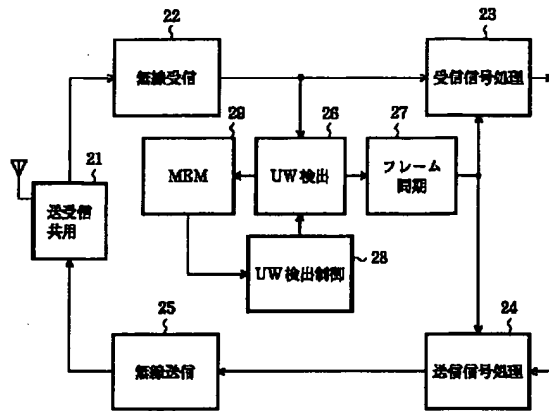 22
無線受信
23
受信信号処理
29
MEM
26
UW検出
27
フレーム
同期
21
送受信
共用
UW検出制御
28
25
無線送信
24
送信信号処理